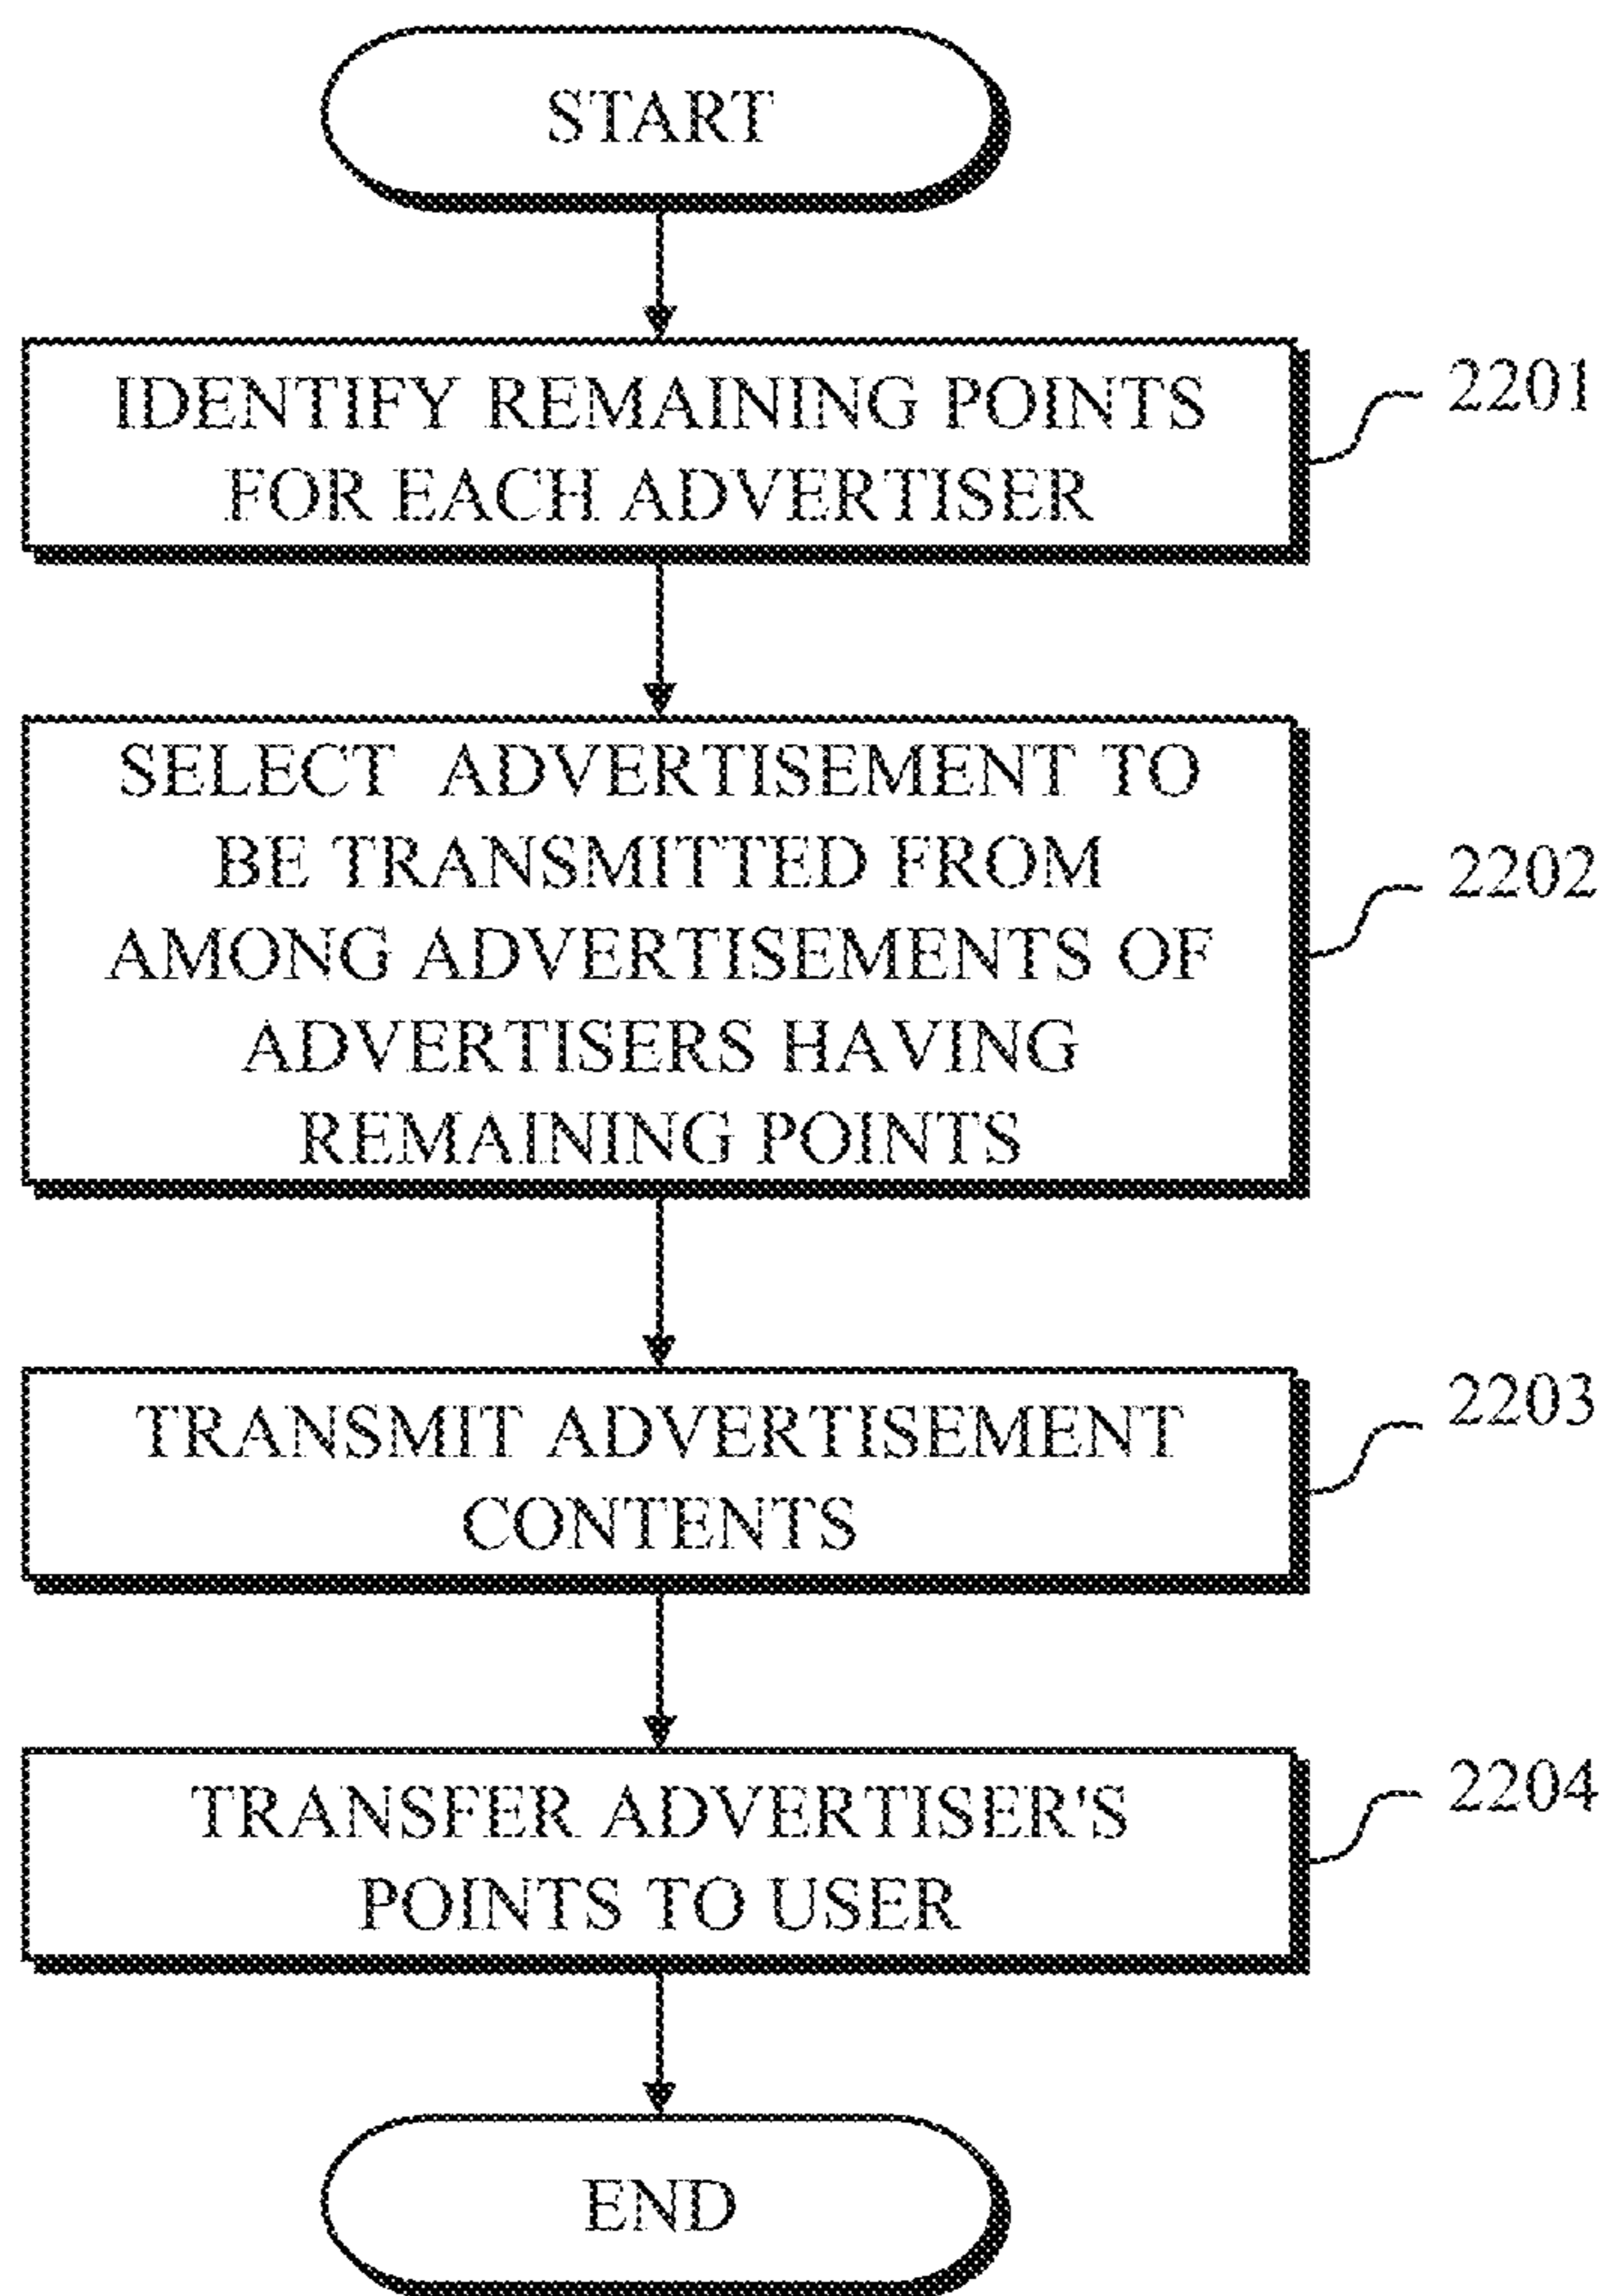 START
IDENTIFY REMAINING POINTS
FOR EACH ADVERTISER
2201
SELECT ADVERTISEMENT TO
BE TRANSMITTED FROM
AMONG ADVERTISEMENTS OF
ADVERTISERS HAVING
REMAINING POINTS
2202
TRANSMIT ADVERTISEMENT
CONTENTS
2203
TRANSFER ADVERTISER'S
POINTS TO USER
2204
END